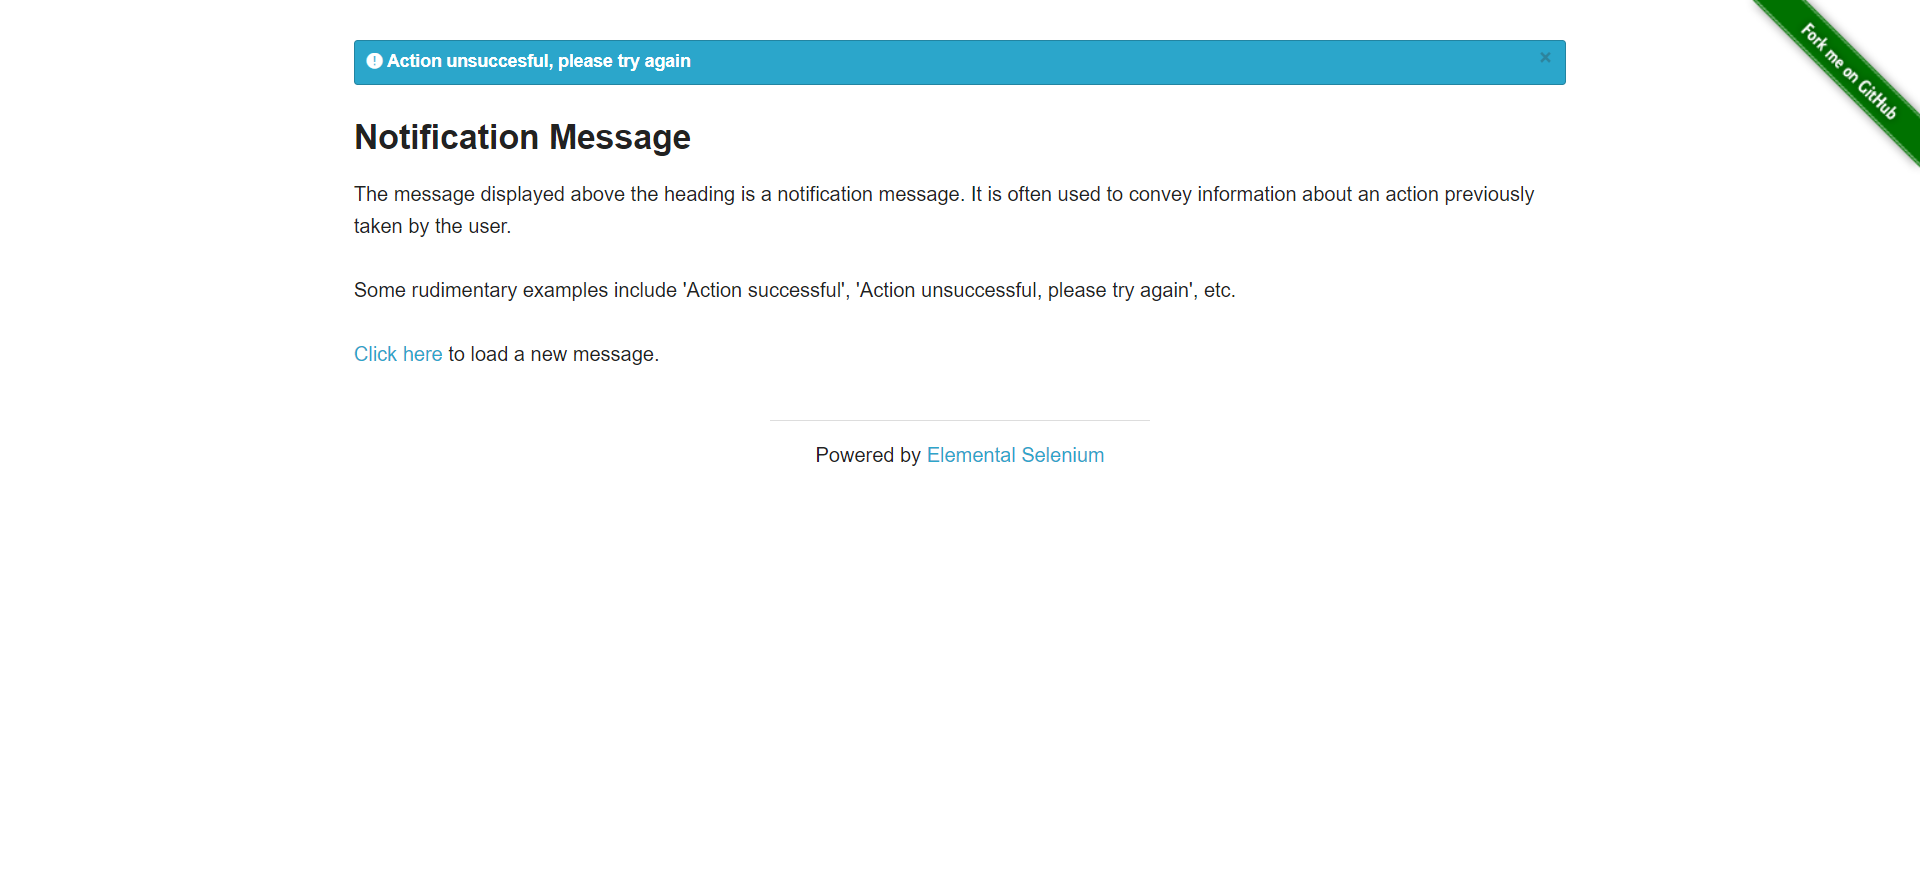 Action unsuccesful, please try again
×
Fork me on GitHub
Notification Message
The message displayed above the heading is a notification message. It is often used to convey information about an action previously
taken by the user.
Some rudimentary examples include 'Action successful', 'Action unsuccessful, please try again', etc.
Click here to load a new message.
Powered by Elemental Selenium